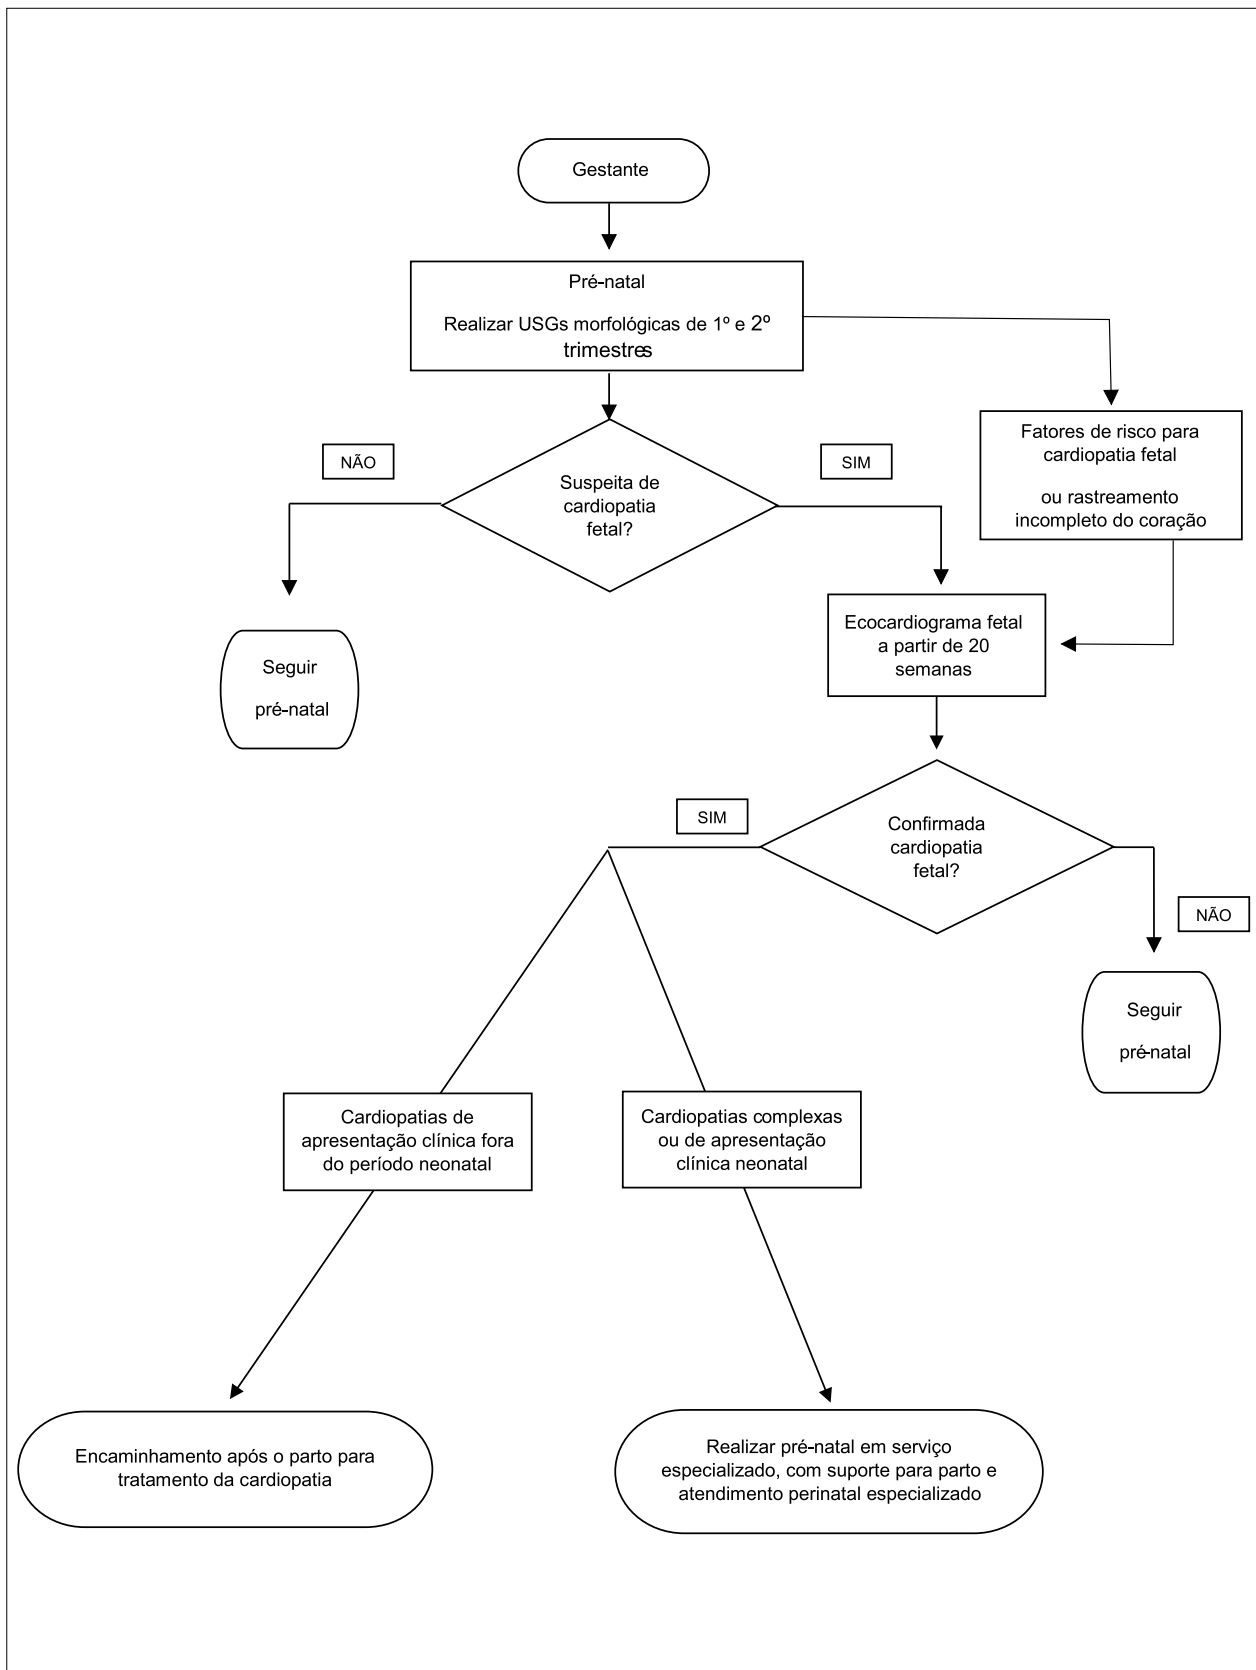 Gestante
Pré-natal
Realizar USGs morfológicas de 1º e 2º
trimestres
Fatores de risco para
cardiopatia fetal
ou rastreamento
incompleto do coração
NÃO
SIM
Suspeita de
cardiopatia
fetal?
Ecocardiograma fetal
a partir de 20
semanas
Seguir
pré-natal
SIM
Confirmada
cardiopatia
fetal?
NÃO
Seguir
pré-natal
Cardiopatias de
apresentação clínica fora
do período neonatal
Cardiopatias complexas
ou de apresentação
clínica neonatal
Encaminhamento após o parto para
tratamento da cardiopatia
Realizar pré-natal em serviço
especializado, com suporte para parto e
atendimento perinatal especializado